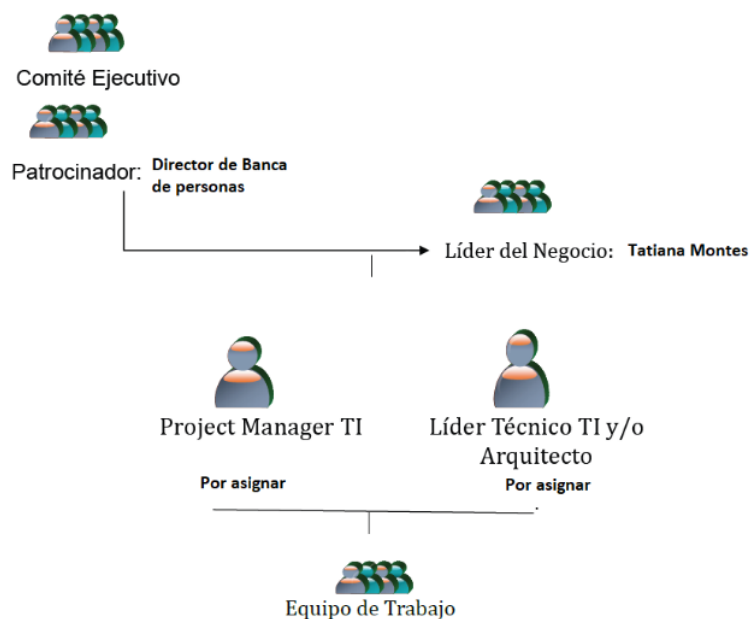 Comité Ejecutivo
Patrocinador: Director de Banca
de personas
Líder del Negocio: Tatiana Montes
Project Manager TI
Líder Técnico TI y/o
Arquitecto
Por asignar
Por asignar
Equipo de Trabajo